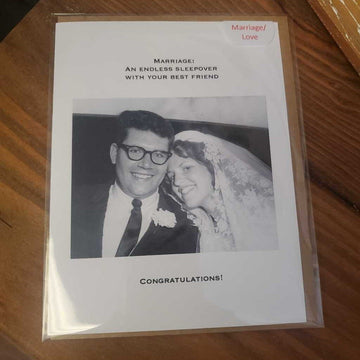 Marriage/
Love
Marriage:
An endless sleepover
with your best friend
Congratulations!